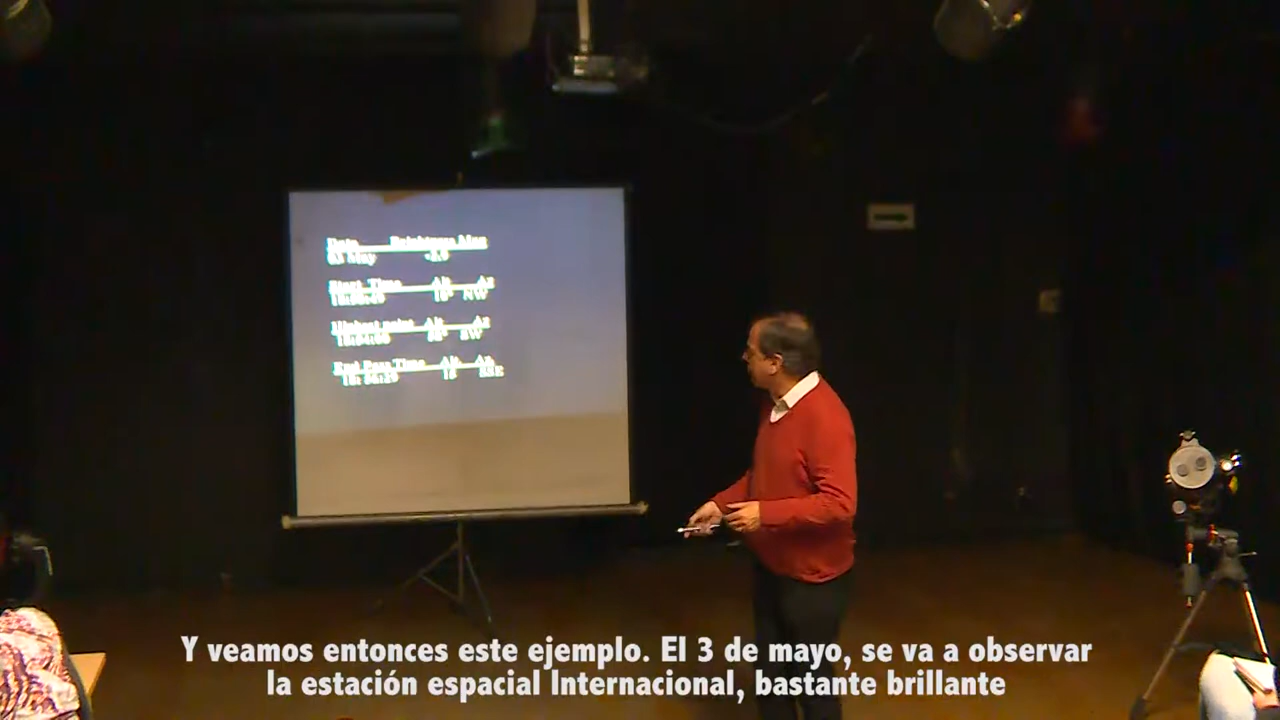 Date Brightness Mag
03 May
Start Time Alt Az
NW
Highest point Alt Az
SW
End Pass Time Alt Az
SSE
Y veamos entonces este ejemplo. El 3 de mayo, se va a observar
la estación espacial Internacional, bastante brillante